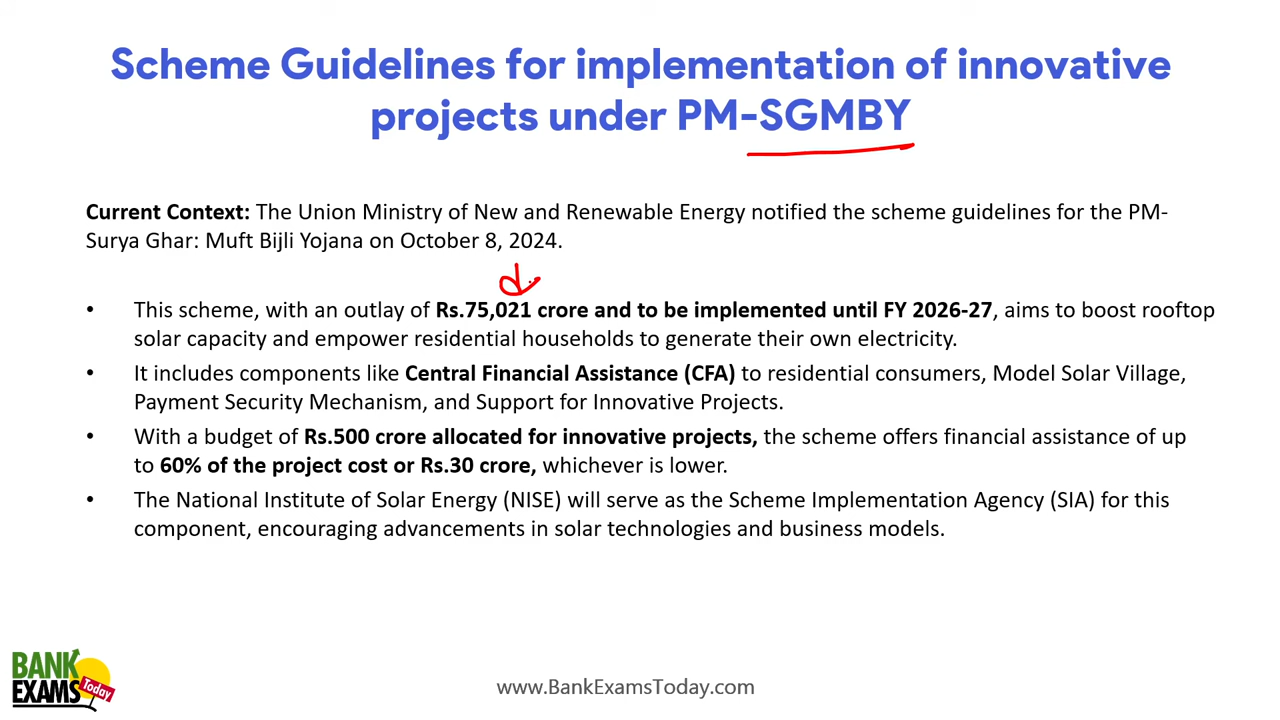 Scheme Guidelines for implementation of innovative
projects under PM-SGMBY
Current Context: The Union Ministry of New and Renewable Energy notified the scheme guidelines for the PM-
Surya Ghar: Muft Bijli Yojana on October 8, 2024.
• This scheme, with an outlay of Rs.75,021 crore and to be implemented until FY 2026-27, aims to boost rooftop
solar capacity and empower residential households to generate their own electricity.
• It includes components like Central Financial Assistance (CFA) to residential consumers, Model Solar Village,
Payment Security Mechanism, and Support for Innovative Projects.
• With a budget of Rs.500 crore allocated for innovative projects, the scheme offers financial assistance of up
to 60% of the project cost or Rs.30 crore, whichever is lower.
• The National Institute of Solar Energy (NISE) will serve as the Scheme Implementation Agency (SIA) for this
component, encouraging advancements in solar technologies and business models.
BANK
EXAMS
Today
www.BankExamsToday.com